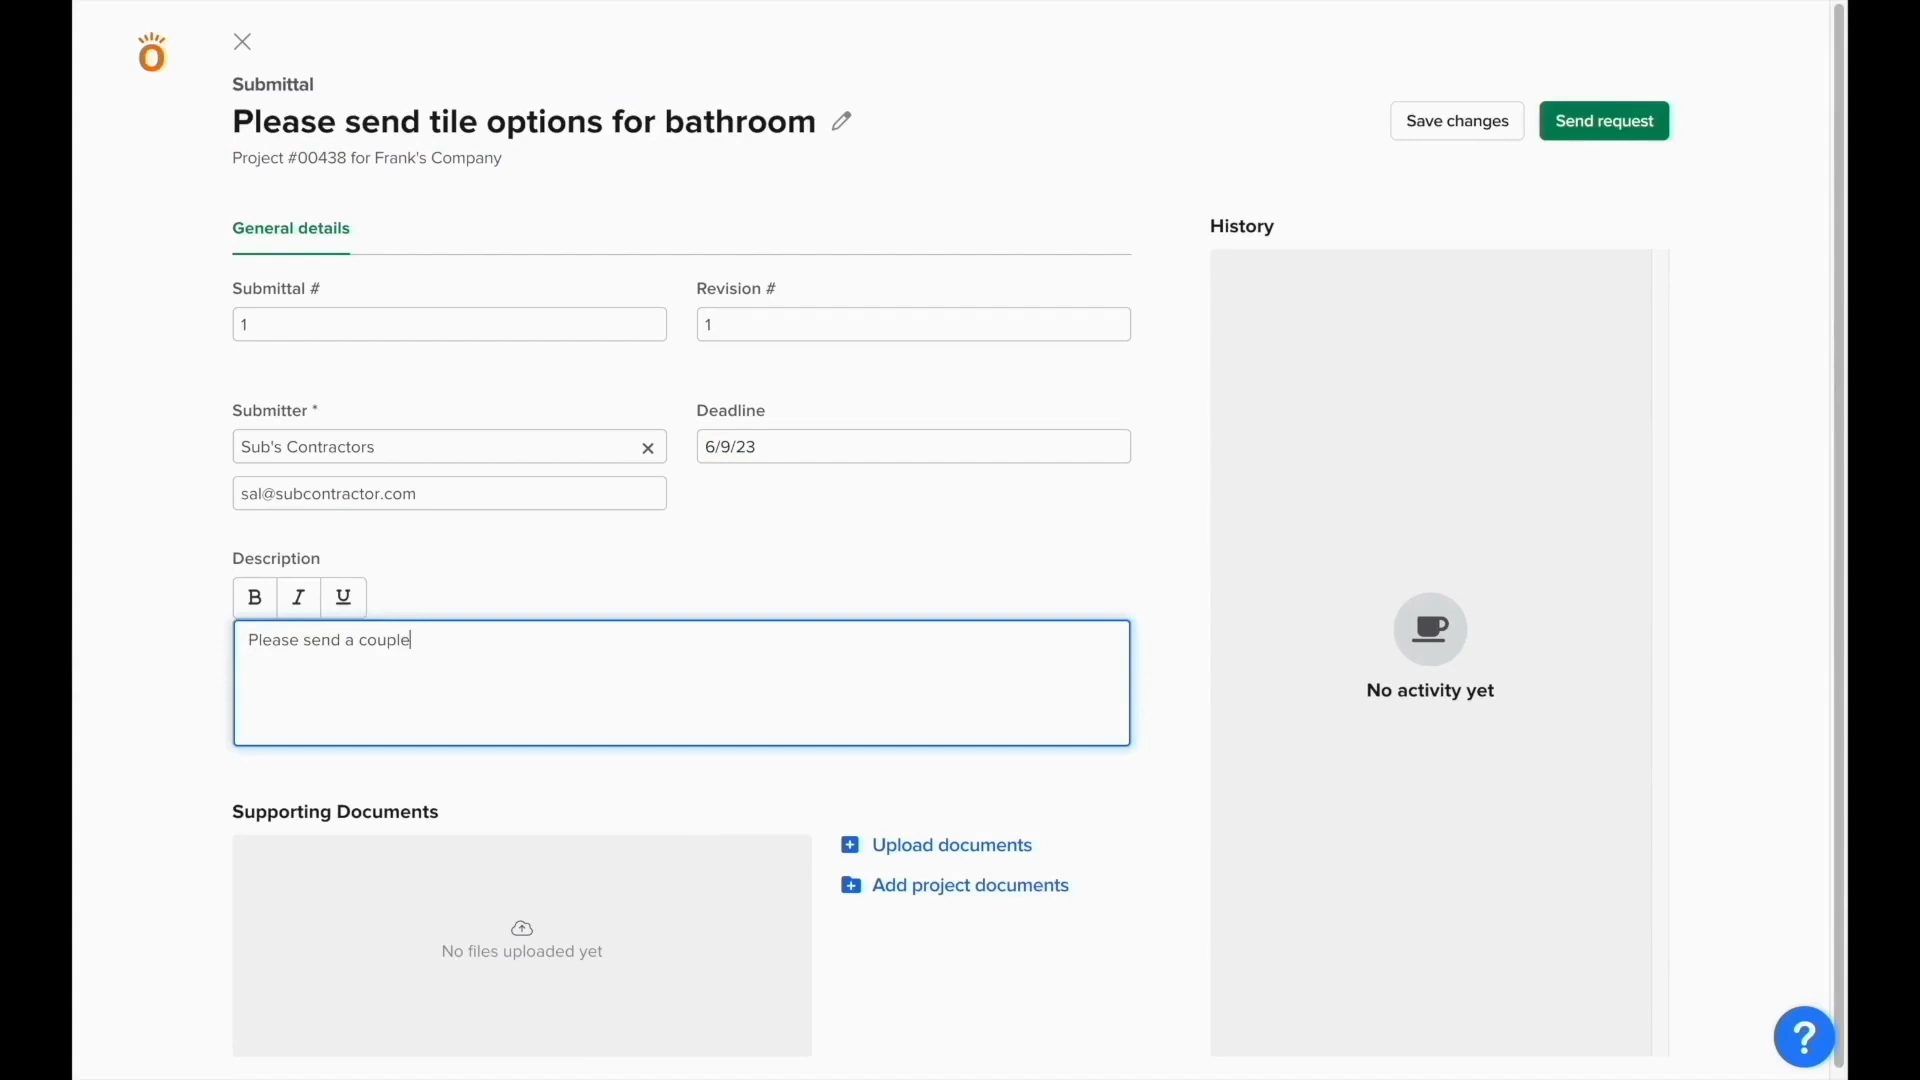 Submittal
Please send tile options for bathroom
Project #00438 for Frank's Company
Save changes
Send request
General details
History
Submittal #
Revision #
1
1
Submitter *
Deadline
Sub's Contractors
6/9/23
sal@subcontractor.com
Description
B I U
Please send a couple
No activity yet
Supporting Documents
Upload documents
Add project documents
No files uploaded yet
?